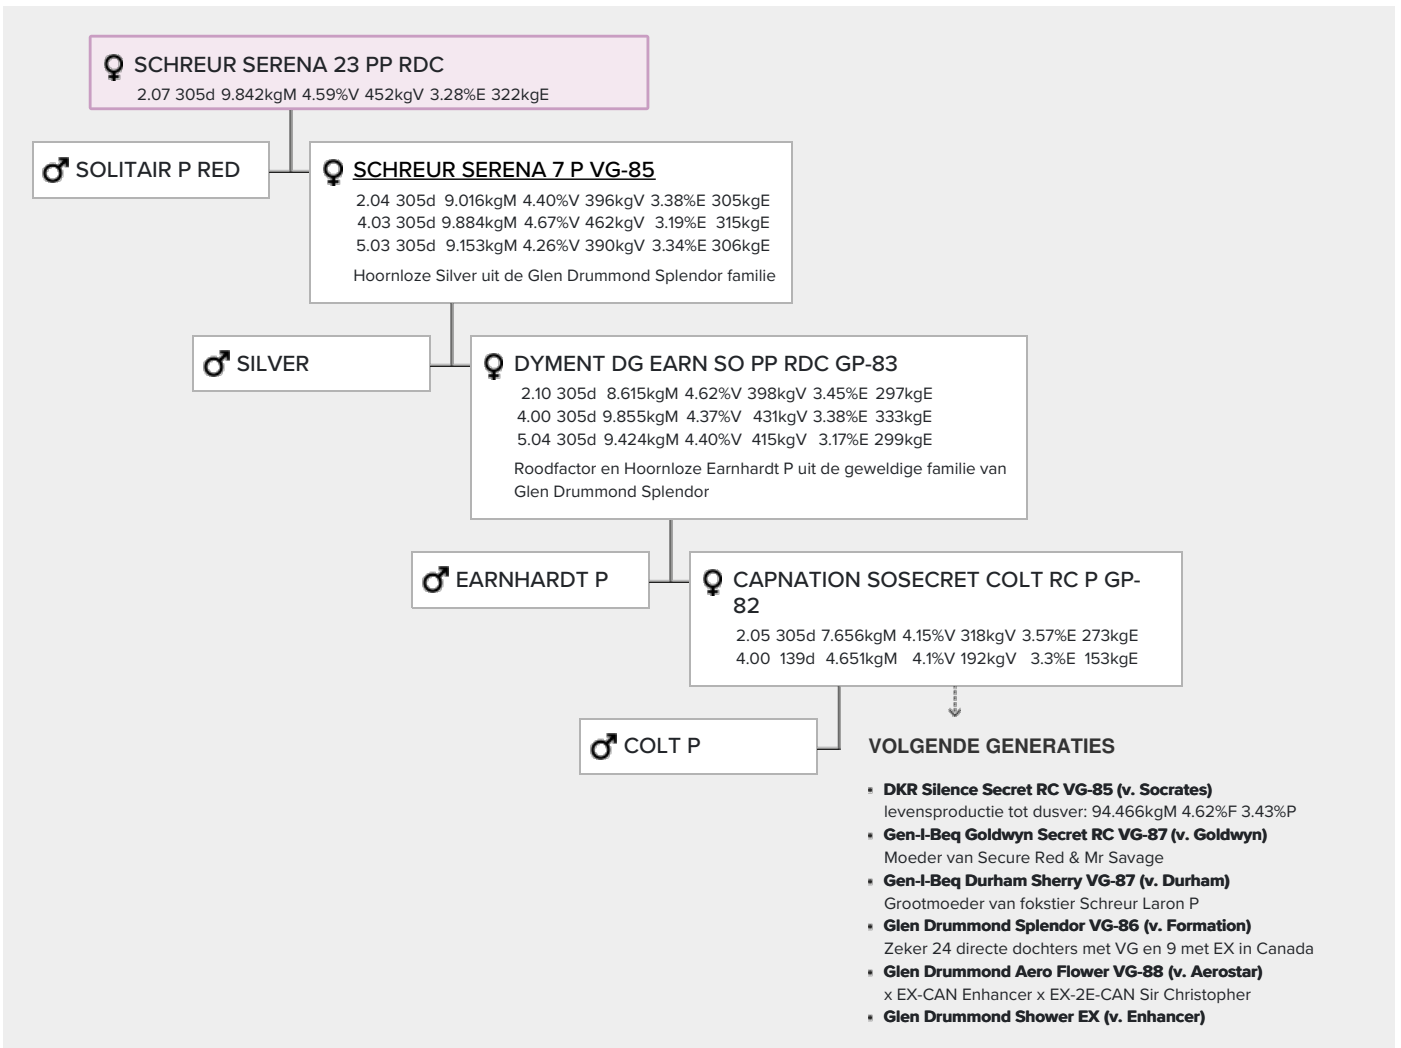 SCHREUR SERENA 23 PP RDC
2.07 305d 9.842kgM 4.59%V 452kgV 3.28%E 322kgE
SOLITAIR P RED
SCHREUR SERENA 7 P VG-85
2.04 305d 9.016kgM 4.40%V 396kgV 3.38%E 305kgE
4.03 305d 9.884kgM 4.67%V 462kgV 3.19%E 315kgE
5.03 305d 9.153kgM 4.26%V 390kgV 3.34%E 306kgE
Hoornloze Silver uit de Glen Drummond Splendor familie
SILVER
DYMENT DG EARN SO PP RDC GP-83
2.10 305d 8.615kgM 4.62%V 398kgV 3.45%E 297kgE
4.00 305d 9.855kgM 4.37%V 431kgV 3.38%E 333kgE
5.04 305d 9.424kgM 4.40%V 415kgV 3.17%E 299kgE
Roodfactor en Hoornloze Earnhardt P uit de geweldige familie van
Glen Drummond Splendor
EARNHARDT P
CAPNATION SOSECRET COLT RC P GP-
82
2.05 305d 7.656kgM 4.15%V 318kgV 3.57%E 273kgE
4.00 139d 4.651kgM 4.1%V 192kgV 3.3%E 153kgE
COLT P
VOLGENDE GENERATIES
DKR Silence Secret RC VG-85 (v. Socrates)
levensproductie tot dusver: 94.466kgM 4.62%F 3.43%P
Gen-I-Beq Goldwyn Secret RC VG-87 (v. Goldwyn)
Moeder van Secure Red & Mr Savage
Gen-I-Beq Durham Sherry VG-87 (v. Durham)
Grootmoeder van fokstier Schreur Laron P
Glen Drummond Splendor VG-86 (v. Formation)
Zeker 24 directe dochters met VG en 9 met EX in Canada
Glen Drummond Aero Flower VG-88 (v. Aerostar)
x EX-CAN Enhancer x EX-2E-CAN Sir Christopher
Glen Drummond Shower EX (v. Enhancer)